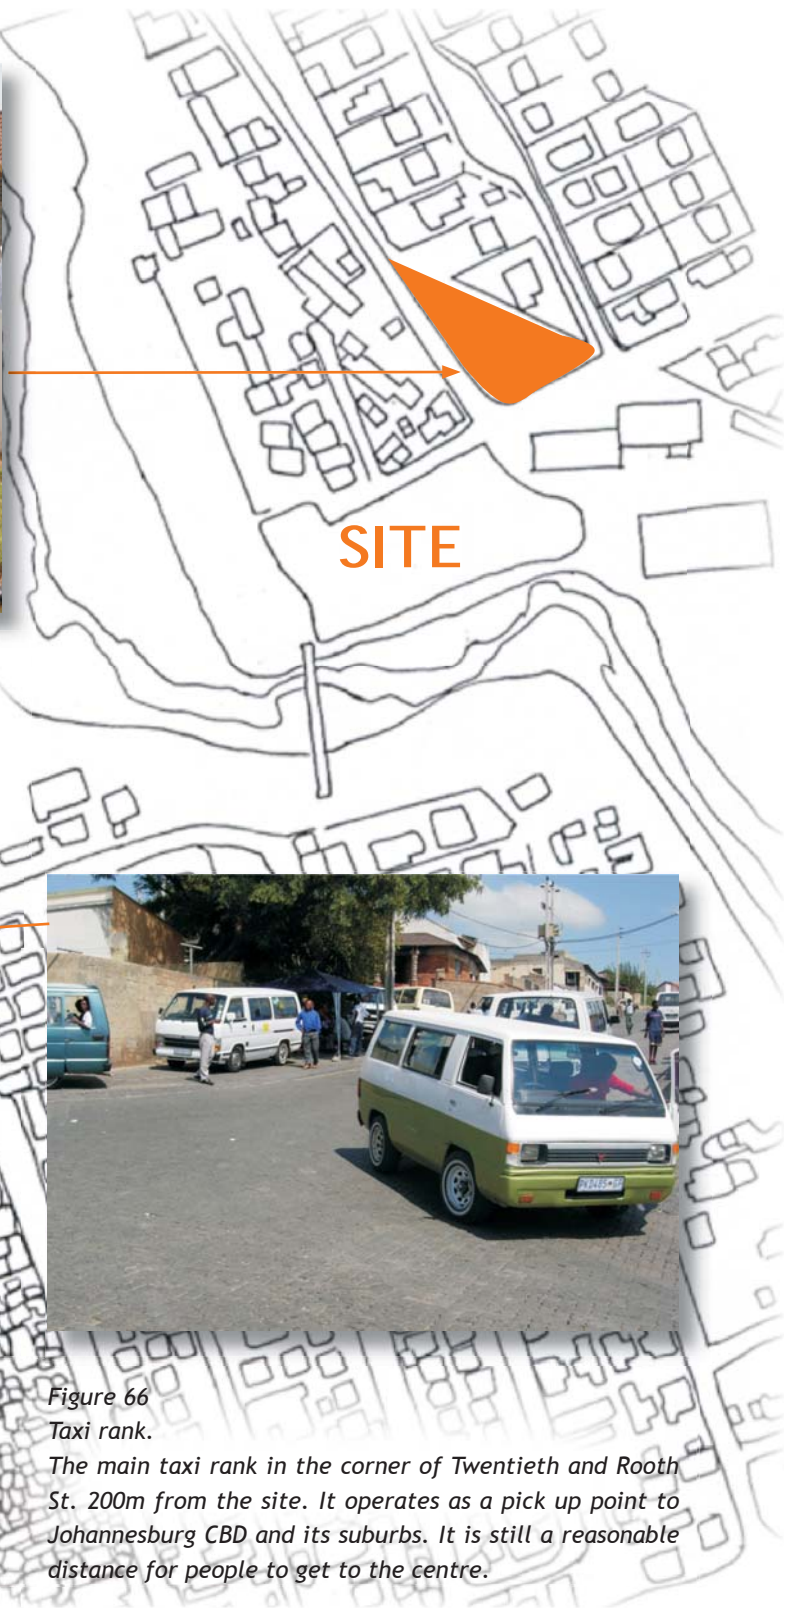 SITE
Figure 66
Taxi rank.
The main taxi rank in the corner of Twentieth and Rooth
St. 200m from the site. It operates as a pick up point to
Johannesburg CBD and its suburbs. It is still a reasonable
distance for people to get to the centre.